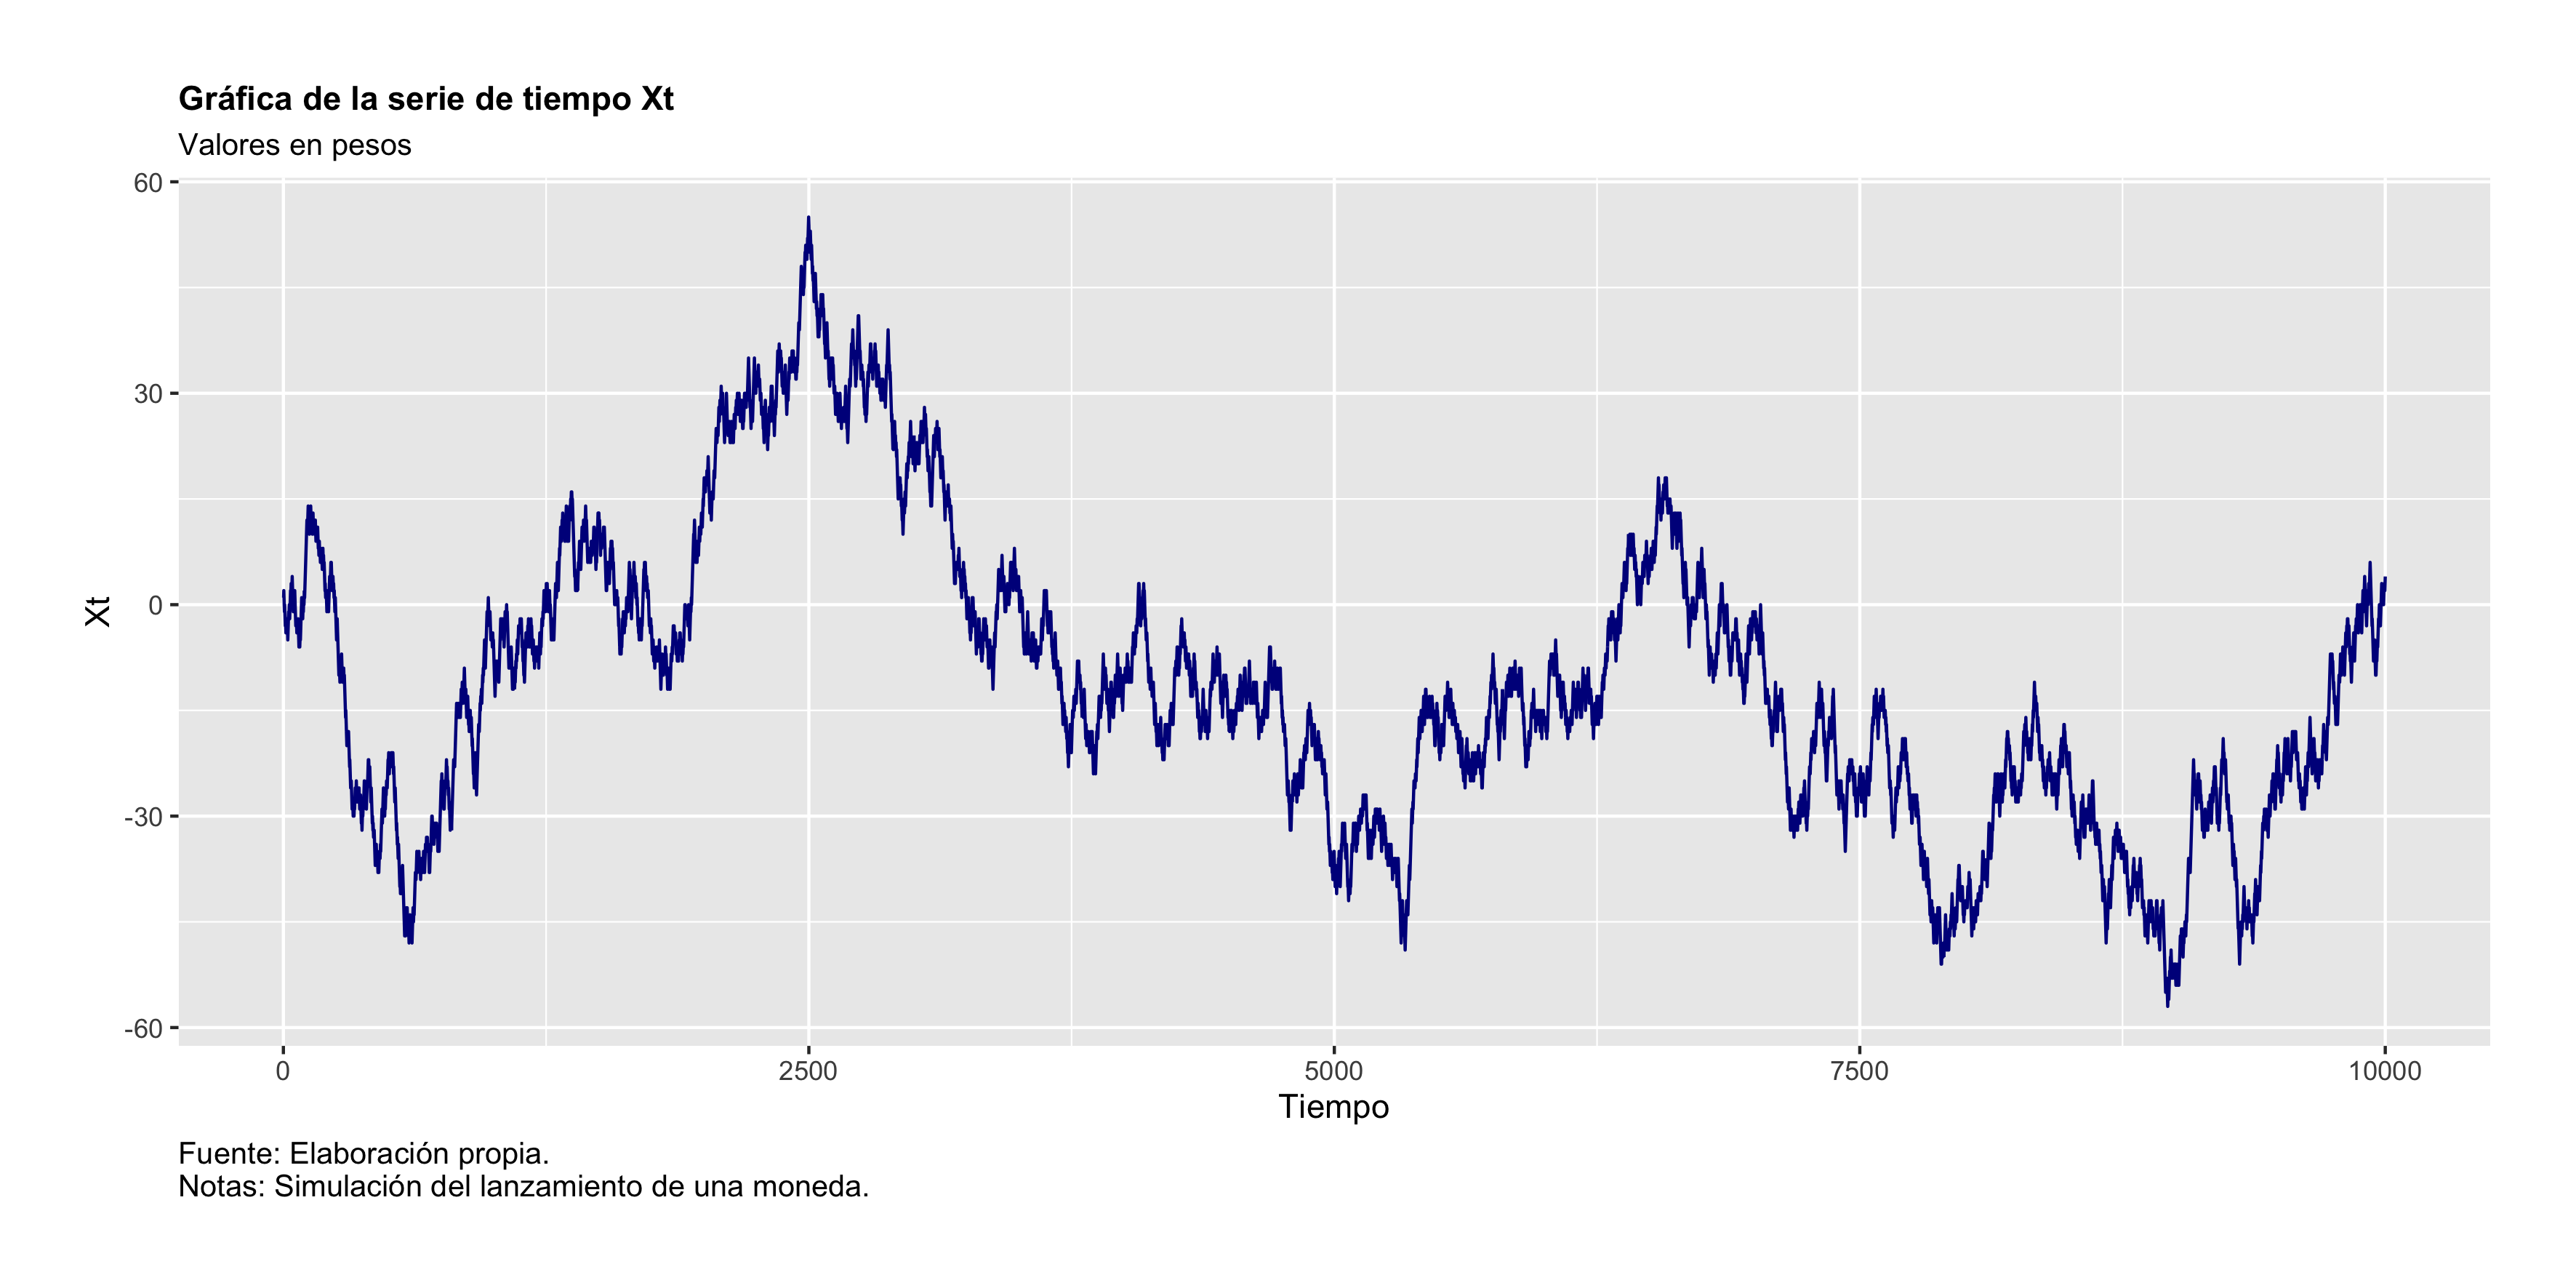 Gráfica de la serie de tiempo Xt
Valores en pesos
60
30
0
-30
-60
Xt
0 2500 5000 7500 10000
Tiempo
Fuente: Elaboración propia.
Notas: Simulación del lanzamiento de una moneda.